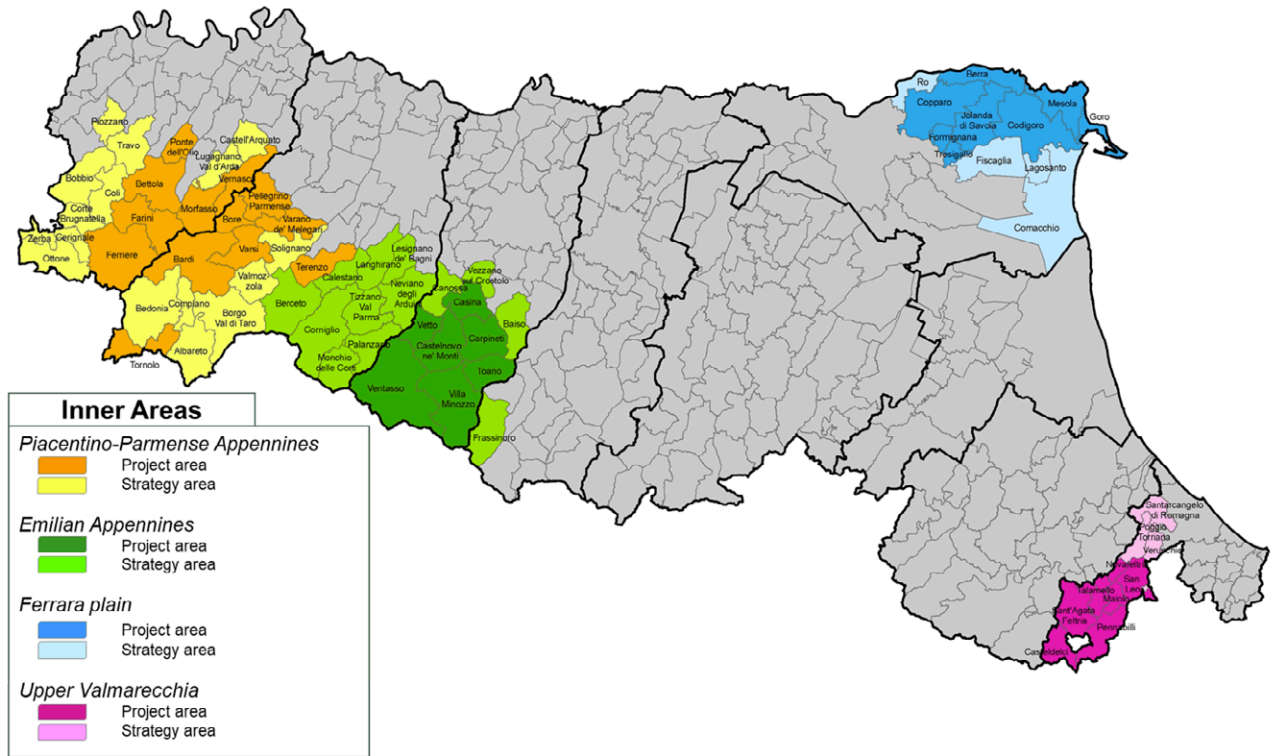 Piozzano
Travo
Ponte
dell'Olio
Castell'Arquato
Lugagnano
Val d'Arda
Vernasca
Bobbio
Coli
Bettola
Corte
Brugnatella
Farini
Morfasso
Bore
Pellegrino
Parmense
Varano
de' Melegari
Zerba
Cerignale
Ottone
Ferriere
Bardi
Varsi
Solignano
Terenzo
Valmoz-
zola
Bedonia
Compiano
Borgo
Val di Taro
Albareto
Tornolo
Berceto
Calestano
Langhirano
Lesignano
de' Bagni
Neviano
degli
Arduini
Tizzano
Val
Parma
Corniglio
Palanzano
Monchio
delle Corti
Canossa
Vezzano
sul Crostolo
Casina
Baiso
Vetto
Carpineti
Castelnovo
ne' Monti
Toano
Ventasso
Villa
Minozzo
Frassinoro
Ro
Berra
Copparo
Mesola
Goro
Jolanda
di Savoia
Codigoro
Formignana
Tresigallo
Fiscaglia
Lagosanto
Comacchio
Santarcangelo
di Romagna
Poggio
Torriana
Verucchio
Novafeltria
San
Leo
Talamello
Maiolo
Sant'Agata
Feltria
Pennabilli
Casteldelci
Inner Areas
Piacentino-Parmense Appennines
Project area
Strategy area
Emilian Appennines
Project area
Strategy area
Ferrara plain
Project area
Strategy area
Upper Valmarecchia
Project area
Strategy area